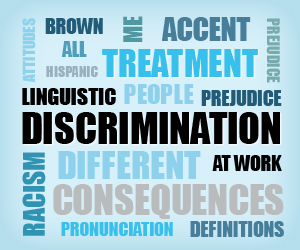 ATTITUDES
BROWN
ME
ACCENT
PREJUDICE
ALL
HISPANIC
TREATMENT
LINGUISTIC
PEOPLE
PREJUDICE
DISCRIMINATION
RACISM
DIFFERENT
AT WORK
CONSEQUENCES
PRONUNCIATION
DEFINITIONS